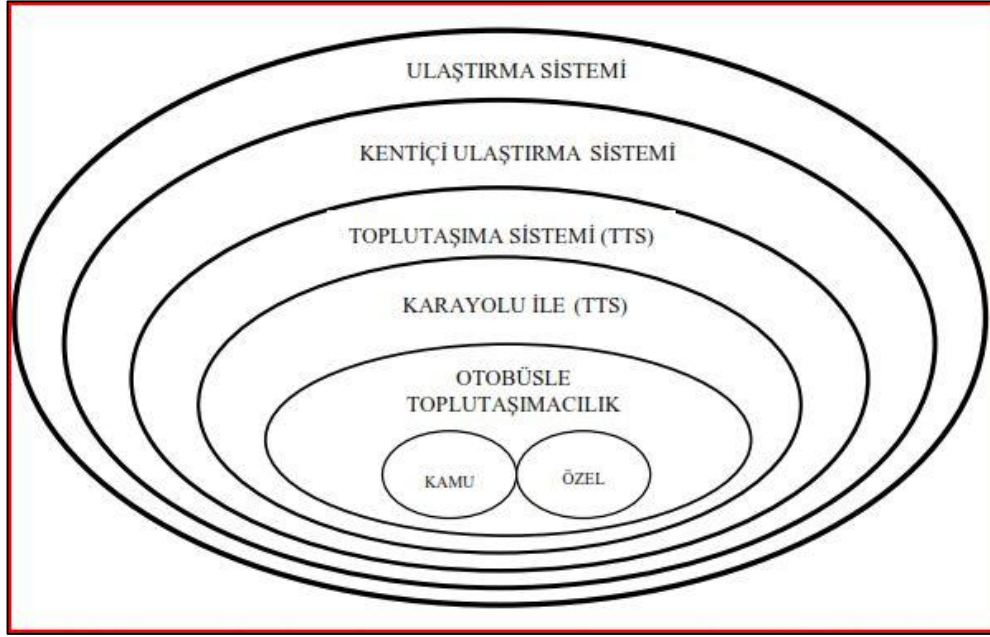 ULAŞTIRMA SİSTEMİ
KENTİÇİ ULAŞTIRMA SİSTEMİ
TOPLUTAŞIMA SİSTEMİ (TTS)
KARAYOLU İLE (TTS)
OTOBÜSLE
TOPLUTAŞIMACILIK
KAMU
ÖZEL